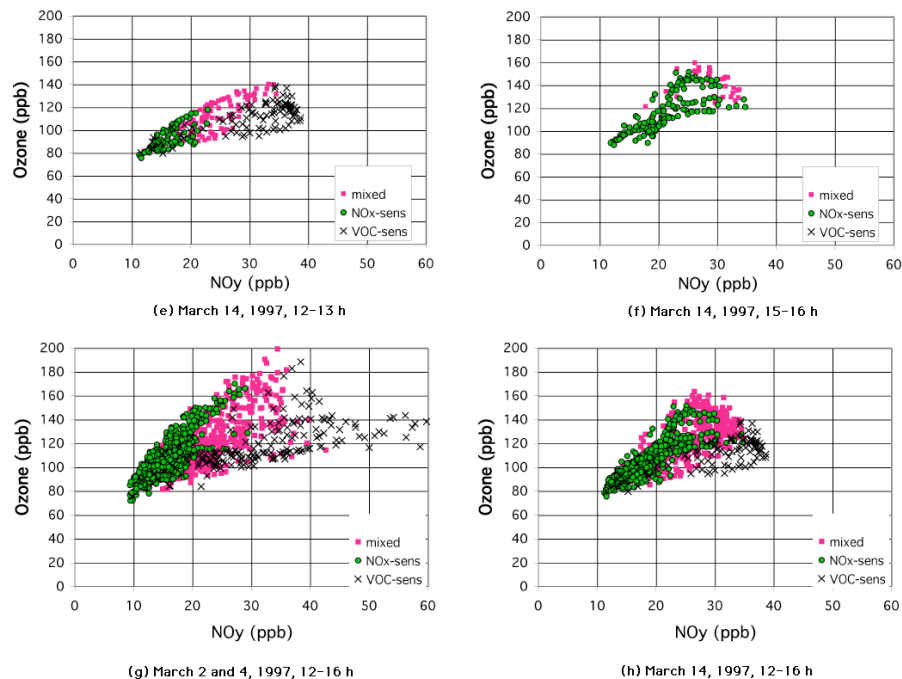 200
180
160
140
120
100
80
60
40
20
0
Ozone (ppb)
mixed
NOx-sens
VOC-sens
0 10 20 30 40 50 60
NOy (ppb)
(e) March 14, 1997, 12-13 h
200
180
160
140
120
100
80
60
40
20
0
Ozone (ppb)
mixed
NOx-sens
VOC-sens
0 10 20 30 40 50 60
NOy (ppb)
(f) March 14, 1997, 15-16 h
200
180
160
140
120
100
80
60
40
20
0
Ozone (ppb)
mixed
NOx-sens
VOC-sens
0 10 20 30 40 50 60
NOy (ppb)
(g) March 2 and 4, 1997, 12-16 h
200
180
160
140
120
100
80
60
40
20
0
Ozone (ppb)
mixed
NOx-sens
VOC-sens
0 10 20 30 40 50 60
NOy (ppb)
(h) March 14, 1997, 12-16 h